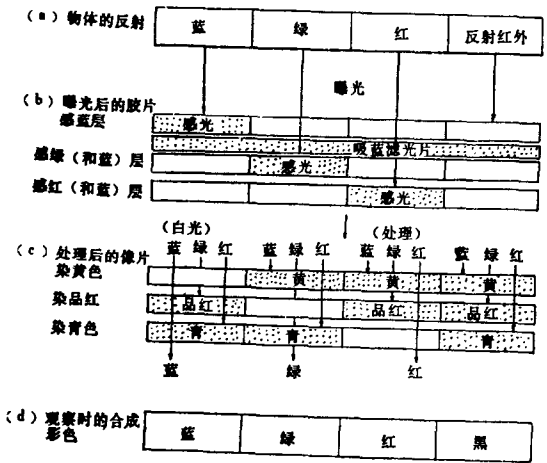 (a)物体的反射 蓝 绿 红 反射红外
曝光
(b)曝光后的胶片
感蓝层 感光
吸蓝滤光片
感绿(和蓝)层 感光
感红(和蓝)层 感光
(白光) (处理)
蓝 绿 红 蓝 绿 红 蓝 绿 红 蓝 绿 红
(c)处理后的像片
染黄色 黄 黄 黄
染品红 品红 品红 品红
染青色 青 青 青
蓝 绿 红
(d)观察时的合成
彩色 蓝 绿 红 黑